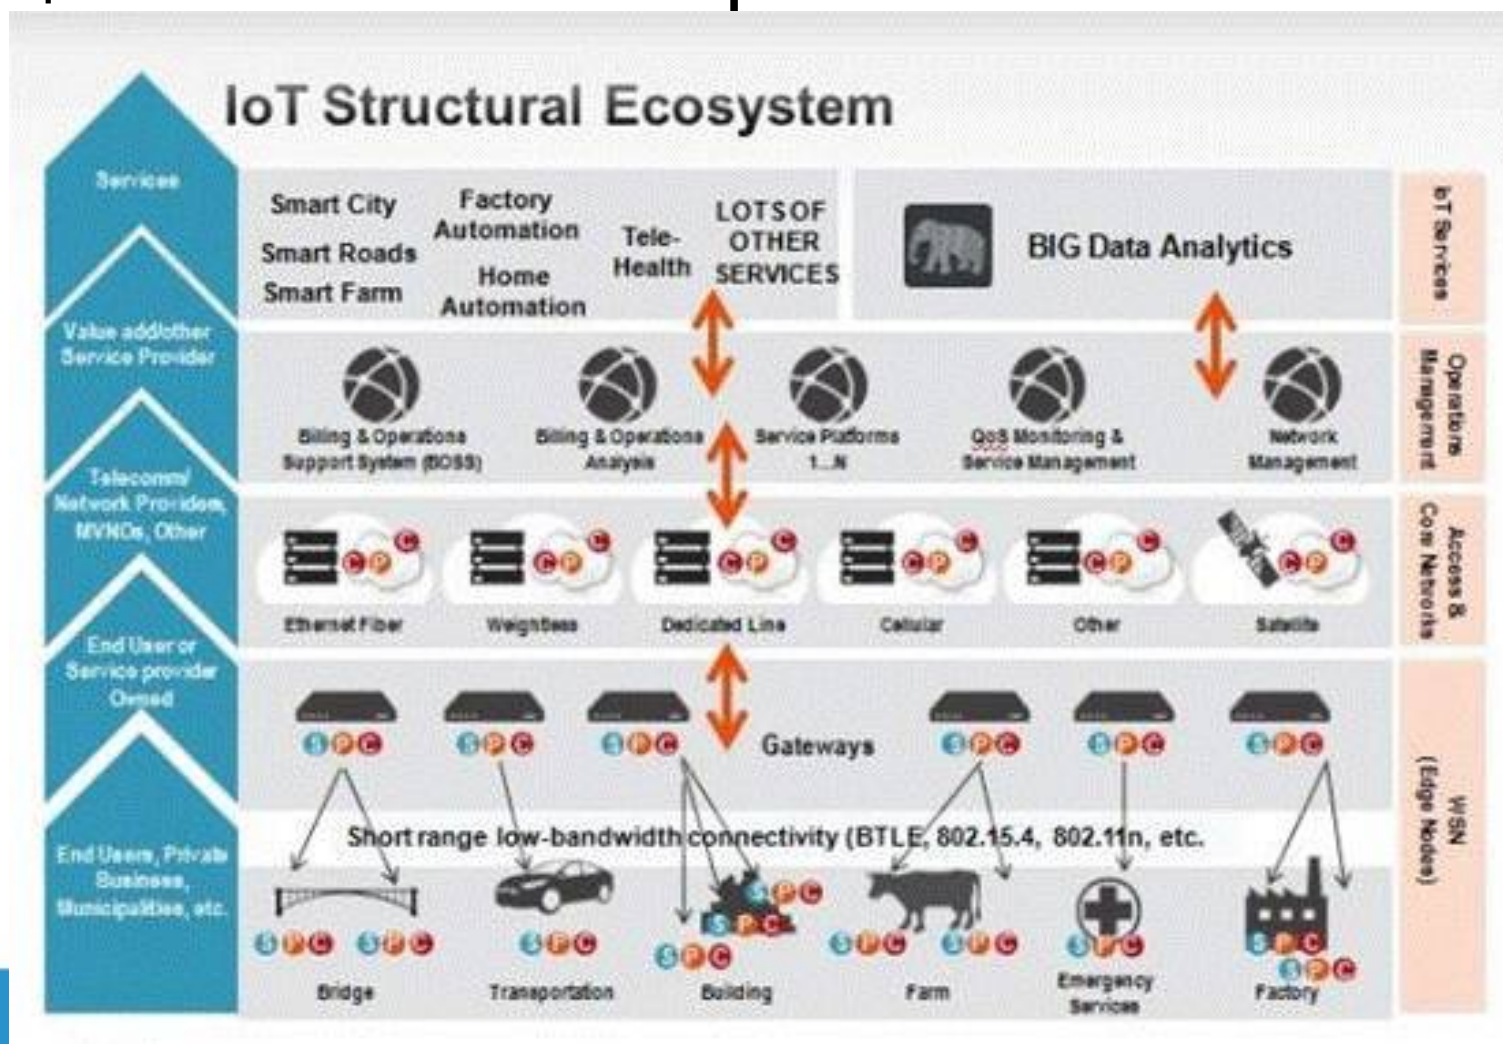 IoT Structural Ecosystem
Services
Smart City
Smart Roads
Smart Farm
Factory
Automation
Home
Automation
Tele-
Health
LOTS OF
OTHER
SERVICES
BIG Data Analytics
IoT Services
Value add/other
Service Provider
Billing & Operations
Support System (BOSS)
Billing & Operations
Analysis
Service Platforms
1...N
QoS Monitoring &
Service Management
Network
Management
Operations
Management
Telecomm/
Network Providers,
MVNOs, Other
C P C
C P C
C P C
C P C
C P C
C P C
Ethernet Fiber
Weightless
Dedicated Line
Cellular
Other
Satellite
Access &
Core Networks
End User or
Service provider
Owned
S P C
S P C
S P C
S P C
S P C
S P C
Gateways
Short range low-bandwidth connectivity (BTLE, 802.15.4, 802.11n, etc.
End Users, Private
Business,
Municipalities, etc.
S P C
S P C
S P C
S P C
S P C
S P C
S P C
S P C
S P C
S P C
S P C
Bridge
Transportation
Building
Farm
Emergency
Services
Factory
WSN
(Edge Nodes)